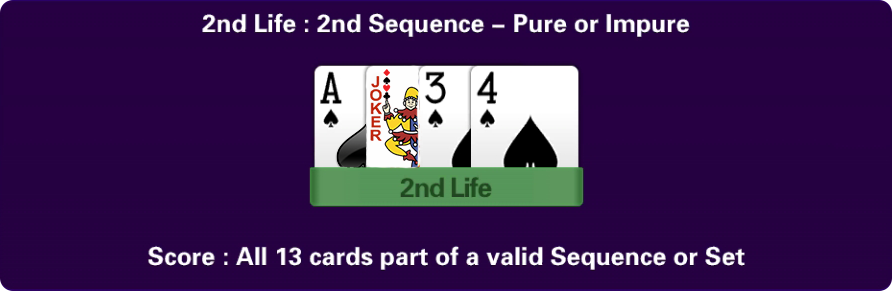 2nd Life : 2nd Sequence – Pure or Impure
A JOKER 3 4
2nd Life
Score : All 13 cards part of a valid Sequence or Set